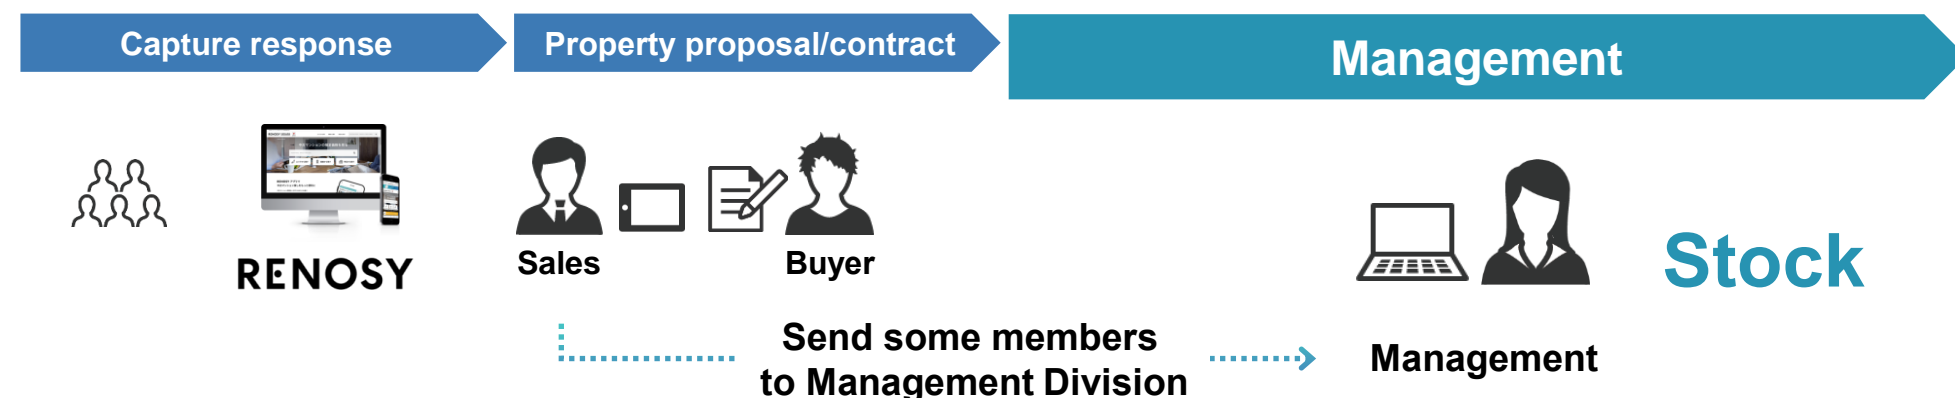 Capture response
Property proposal/contract
Management
RENOSY
Sales
Buyer
Stock
Send some members
to Management Division
Management